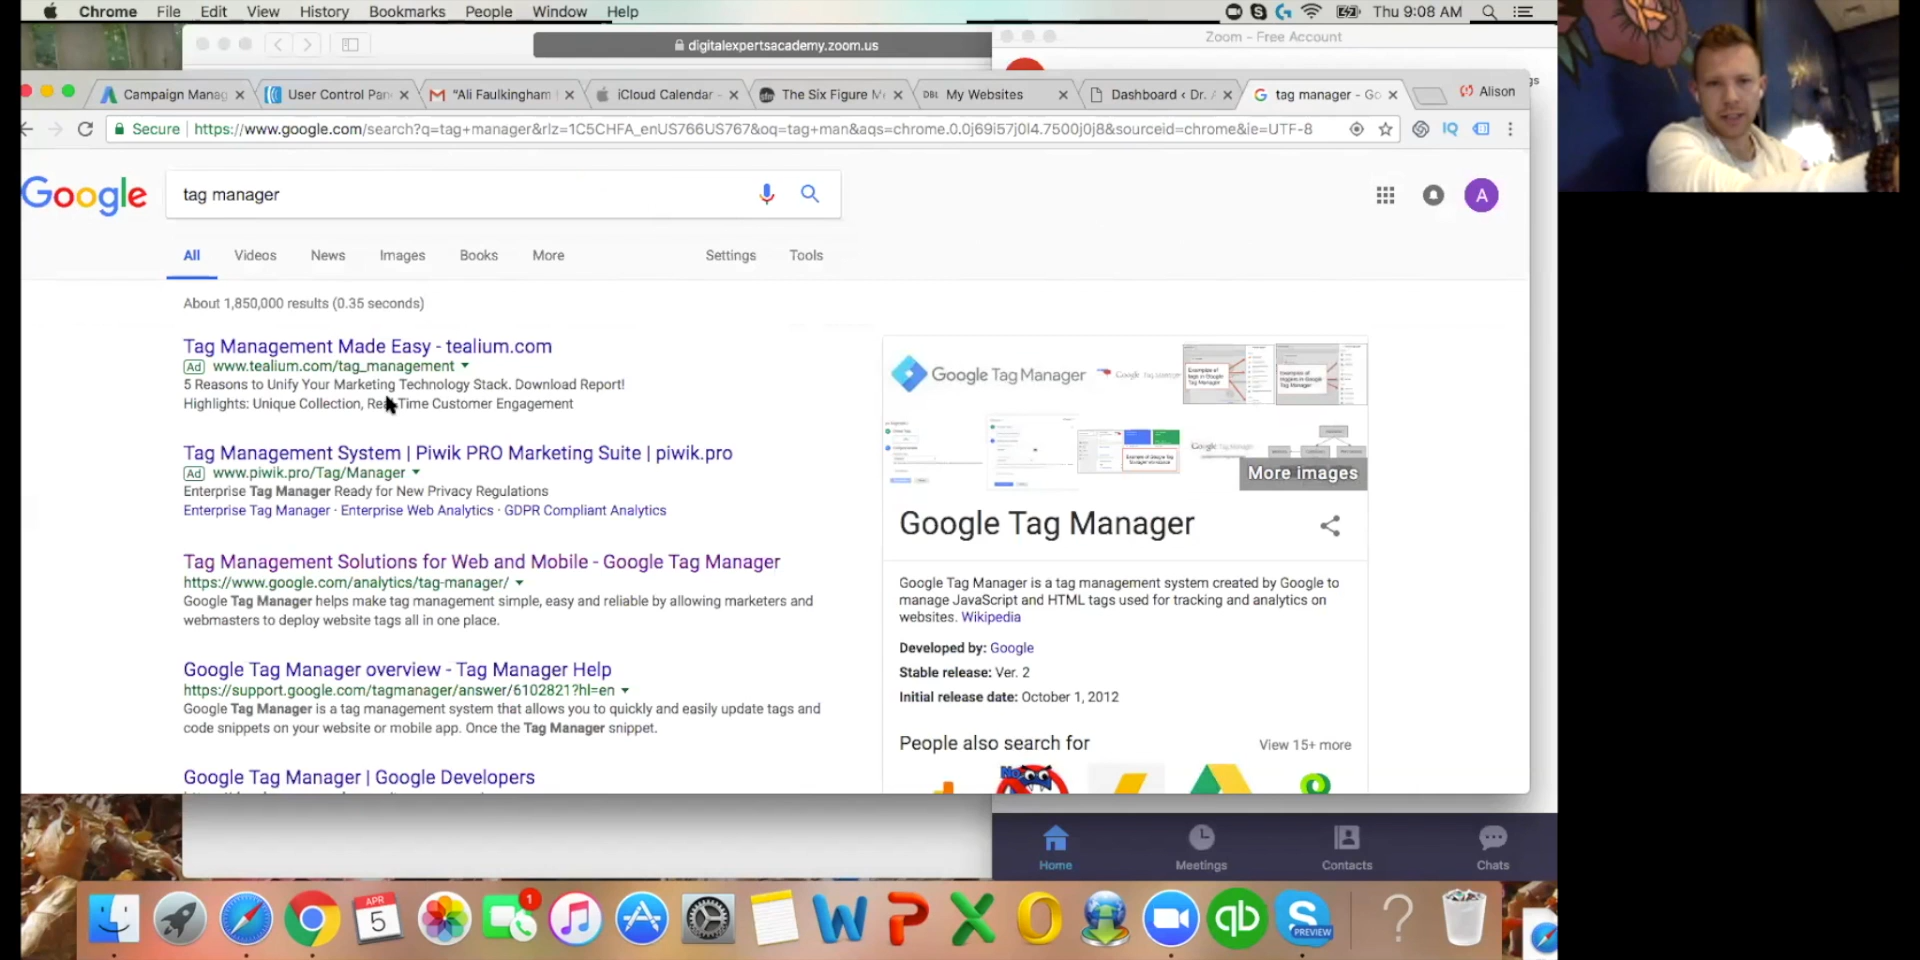 Chrome File Edit View History Bookmarks People Window Help Thu 9:08 AM
digitalexpertsacademy.zoom.us
Zoom - Free Account
Campaign Manag
User Control Pan
"Ali Faulkingham
iCloud Calendar -
The Six Figure M
DBL My Websites
Dashboard ‹ Dr. A
tag manager - Go
Alison
Secure https://www.google.com/search?q=tag+manager&rlz=1C5CHFA_enUS766US767&oq=tag+man&aqs=chrome.0.0j69i57j0l4.7500j0j8&sourceid=chrome&ie=UTF-8
IQ
Google
tag manager
A
All Videos News Images Books More Settings Tools
About 1,850,000 results (0.35 seconds)
Tag Management Made Easy - tealium.com
Ad www.tealium.com/tag_management
5 Reasons to Unify Your Marketing Technology Stack. Download Report!
Highlights: Unique Collection, Real-Time Customer Engagement
Tag Management System | Piwik PRO Marketing Suite | piwik.pro
Ad www.piwik.pro/Tag/Manager
Enterprise Tag Manager Ready for New Privacy Regulations
Enterprise Tag Manager · Enterprise Web Analytics · GDPR Compliant Analytics
Tag Management Solutions for Web and Mobile - Google Tag Manager
https://www.google.com/analytics/tag-manager/
Google Tag Manager helps make tag management simple, easy and reliable by allowing marketers and
webmasters to deploy website tags all in one place.
Google Tag Manager overview - Tag Manager Help
https://support.google.com/tagmanager/answer/6102821?hl=en
Google Tag Manager is a tag management system that allows you to quickly and easily update tags and
code snippets on your website or mobile app. Once the Tag Manager snippet.
Google Tag Manager | Google Developers
Google Tag Manager
More images
Google Tag Manager
Google Tag Manager is a tag management system created by Google to
manage JavaScript and HTML tags used for tracking and analytics on
websites. Wikipedia
Developed by: Google
Stable release: Ver. 2
Initial release date: October 1, 2012
People also search for
View 15+ more
No
Home Meetings Contacts Chats
APR
5
1
qb
PREVIEW